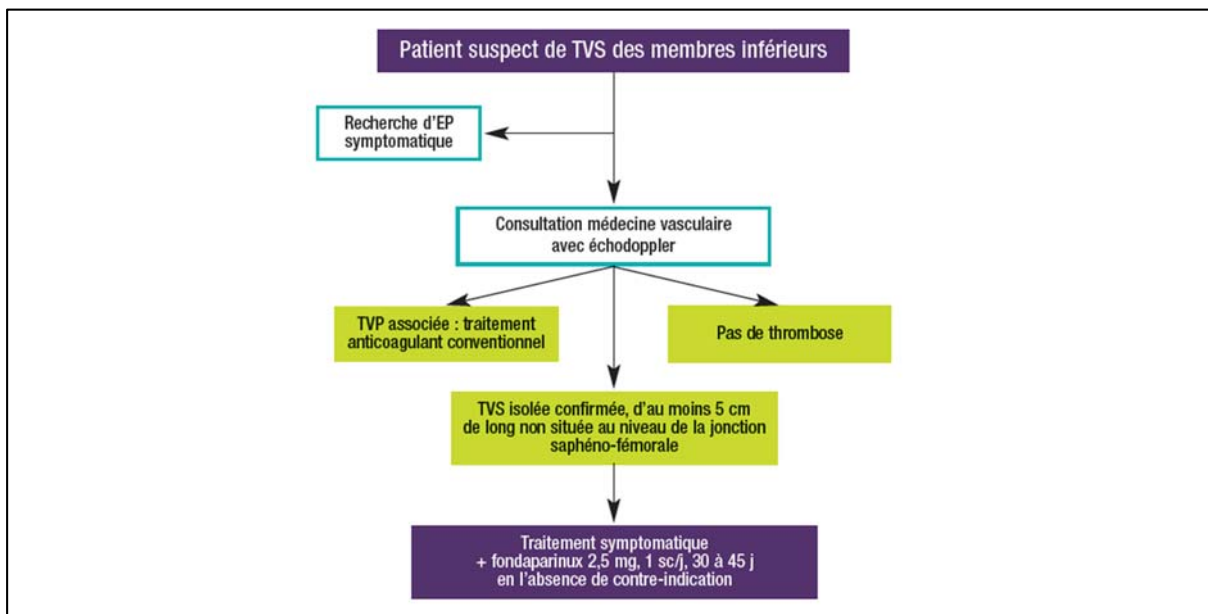 Patient suspect de TVS des membres inférieurs
Recherche d'EP
symptomatique
Consultation médecine vasculaire
avec échodoppler
TVP associée : traitement
anticoagulant conventionnel
Pas de thrombose
TVS isolée confirmée, d'au moins 5 cm
de long non située au niveau de la jonction
saphéno-fémorale
Traitement symptomatique
+ fondaparinux 2,5 mg, 1 sc/j, 30 à 45 j
en l'absence de contre-indication